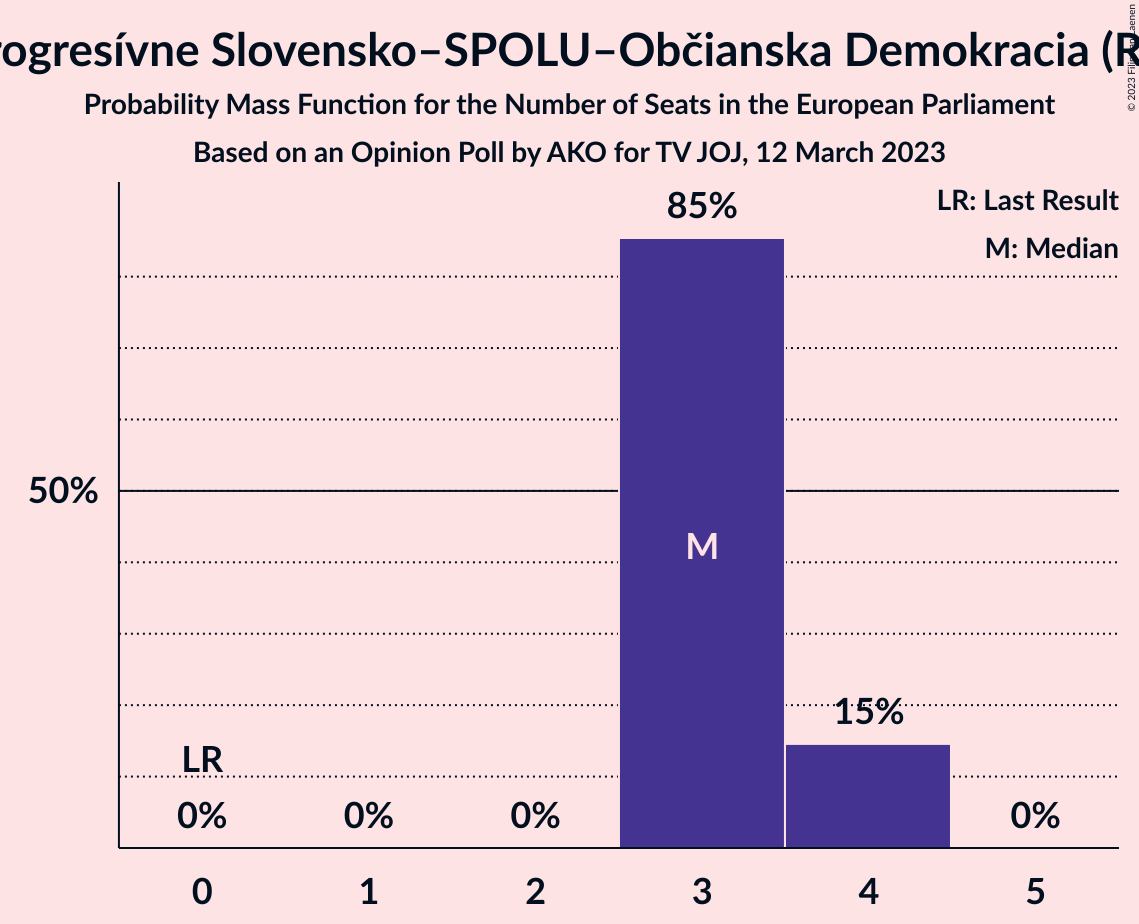 rogresívne Slovensko–SPOLU–Občianska Demokracia (R
Probability Mass Function for the Number of Seats in the European Parliament
Based on an Opinion Poll by AKO for TV JOJ, 12 March 2023
LR: Last Result
M: Median
85%
50%
M
15%
LR
0% 0% 0% 0%
0 1 2 3 4 5
© 2023